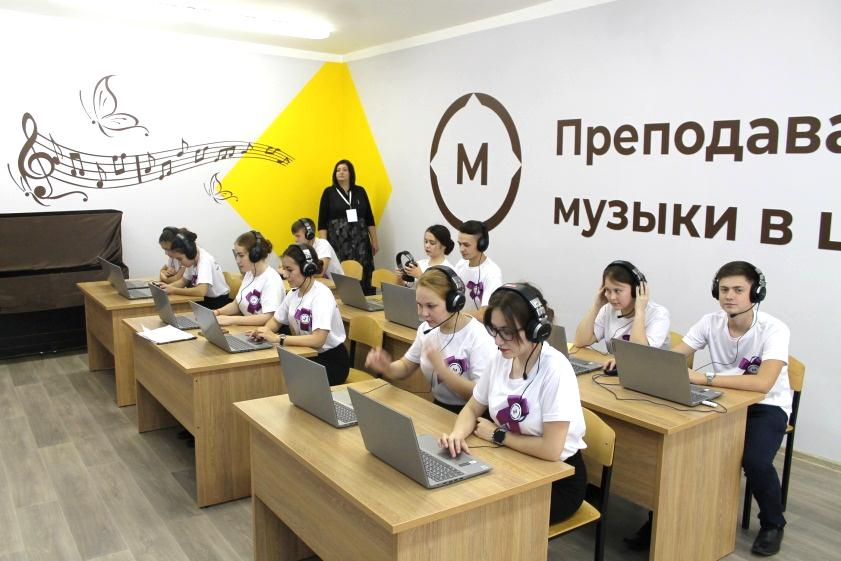 М
Преподава
музыки в ц